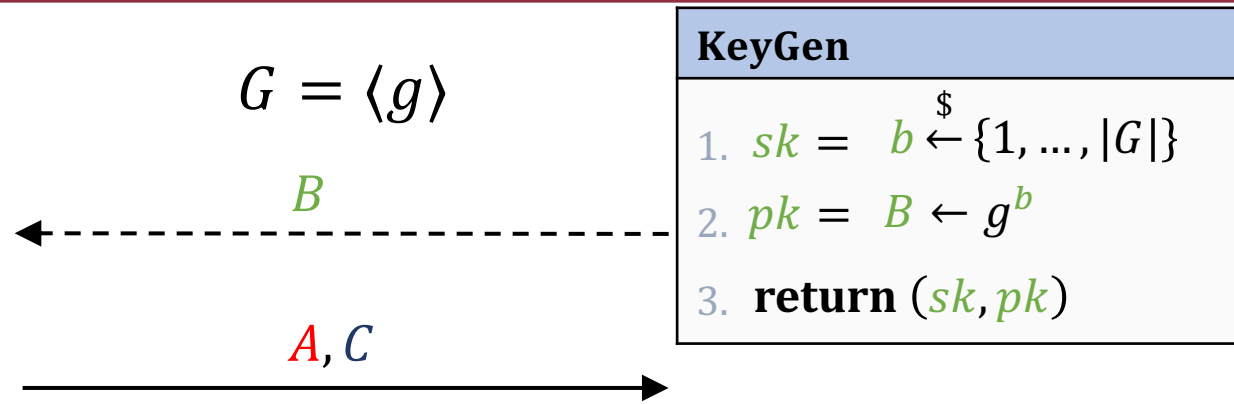 G = ⟨g⟩
B
A, C
KeyGen
1. sk = b $← {1, … , |G|}
2. pk = B ← g^b
3. return (sk, pk)